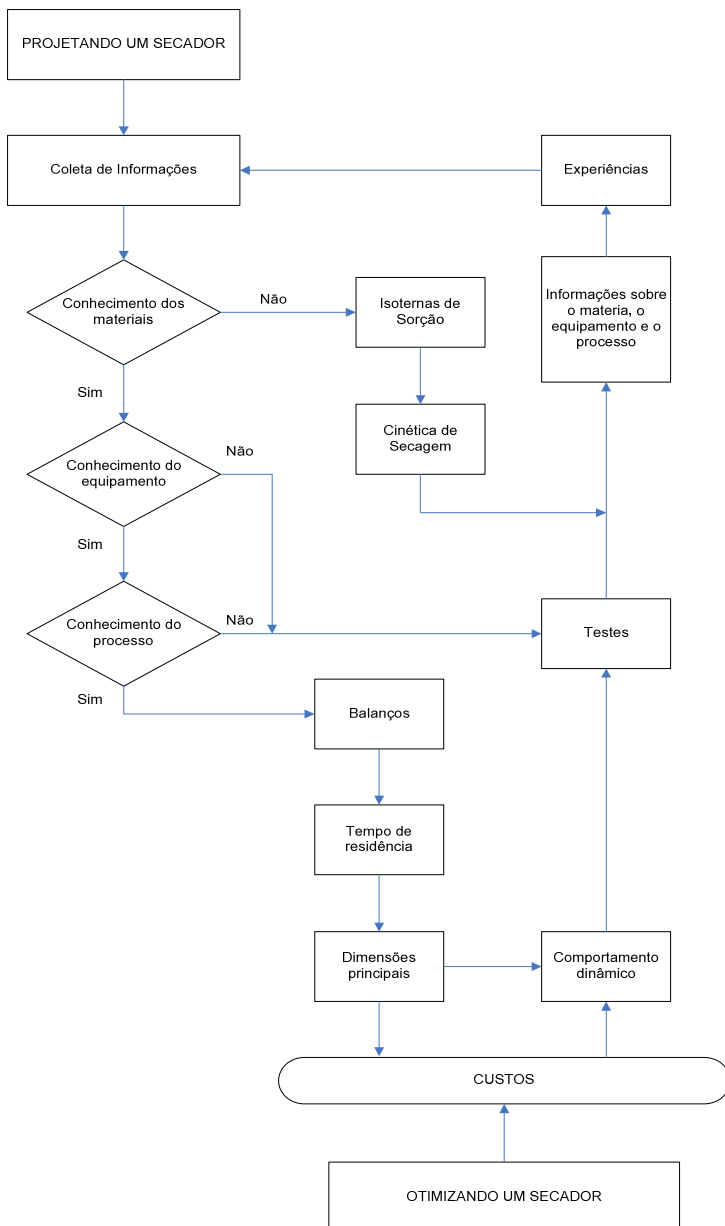 PROJETANDO UM SECADOR
Coleta de Informações
Experiências
Conhecimento dos
materiais
Não
Isoternas de
Sorção
Informações sobre
o materia, o
equipamento e o
processo
Sim
Cinética de
Secagem
Conhecimento do
equipamento
Não
Sim
Conhecimento do
processo
Não
Testes
Sim
Balanços
Tempo de
residência
Dimensões
principais
Comportamento
dinâmico
CUSTOS
OTIMIZANDO UM SECADOR